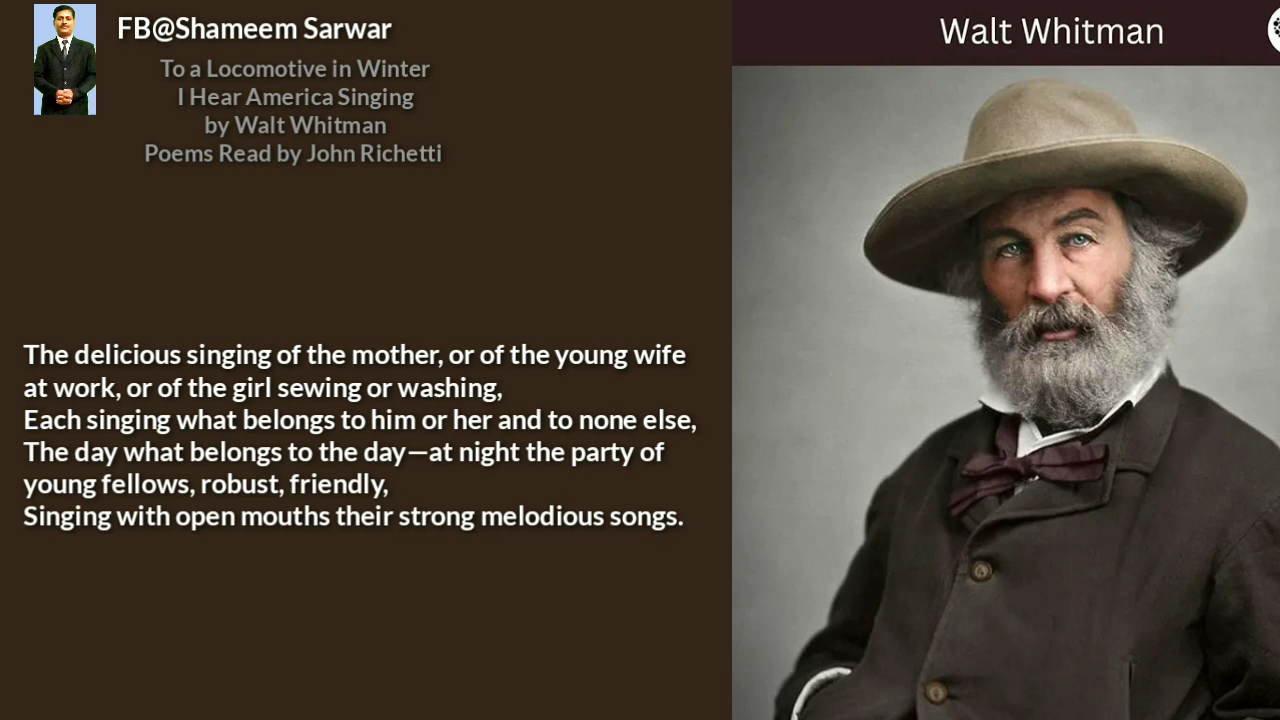 FB@Shameem Sarwar
To a Locomotive in Winter
I Hear America Singing
by Walt Whitman
Poems Read by John Richetti
Walt Whitman
The delicious singing of the mother, or of the young wife
at work, or of the girl sewing or washing,
Each singing what belongs to him or her and to none else,
The day what belongs to the day—at night the party of
young fellows, robust, friendly,
Singing with open mouths their strong melodious songs.